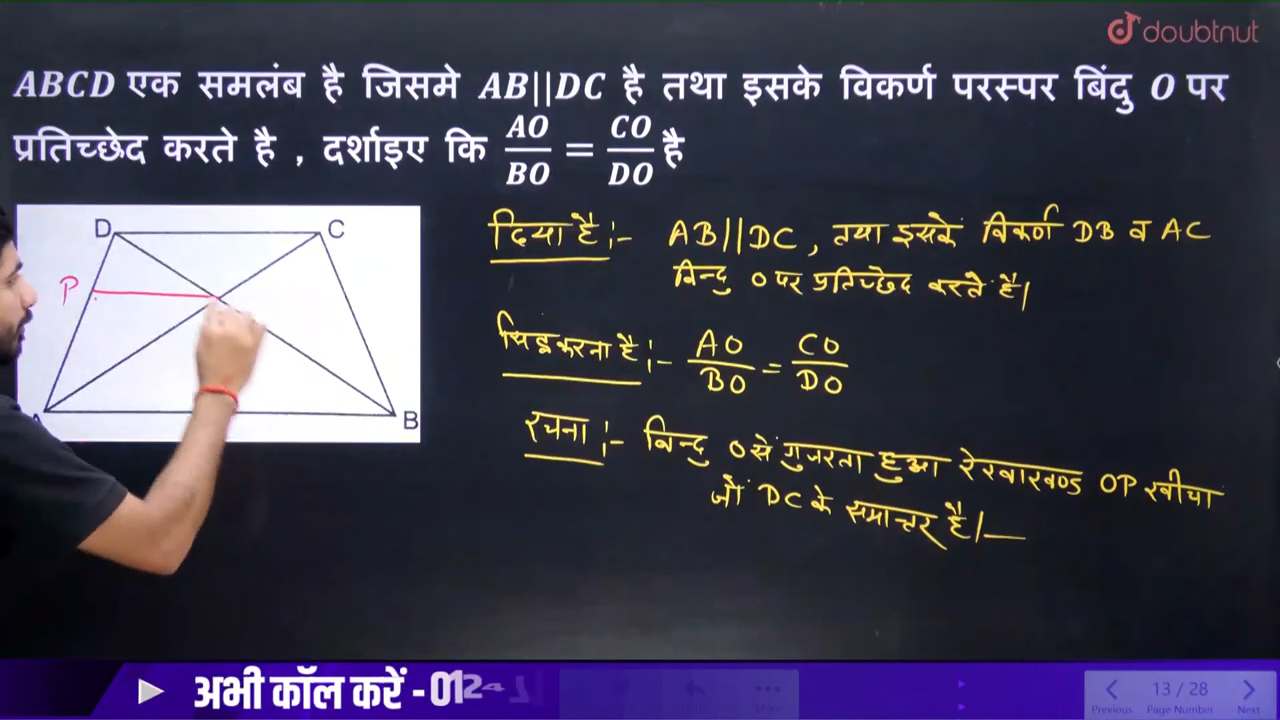 doubtnut
ABCD एक समलंब है जिसमे AB||DC है तथा इसके विकर्ण परस्पर बिंदु O पर
प्रतिच्छेद करते है , दर्शाइए कि AO/BO = CO/DO है
D C
P
A B
दिया है :- AB||DC, तथा इसके विकर्ण DB व AC
बिन्दु O पर प्रतिच्छेद करते है।
सिद्ध करना है :- AO/BO = CO/DO
रचना :- बिन्दु O से गुजरता हुआ रेखाखण्ड OP खींचा
जो DC के समान्तर है।
अभी कॉल करें - 012
13 / 28
Previous Page Number Next